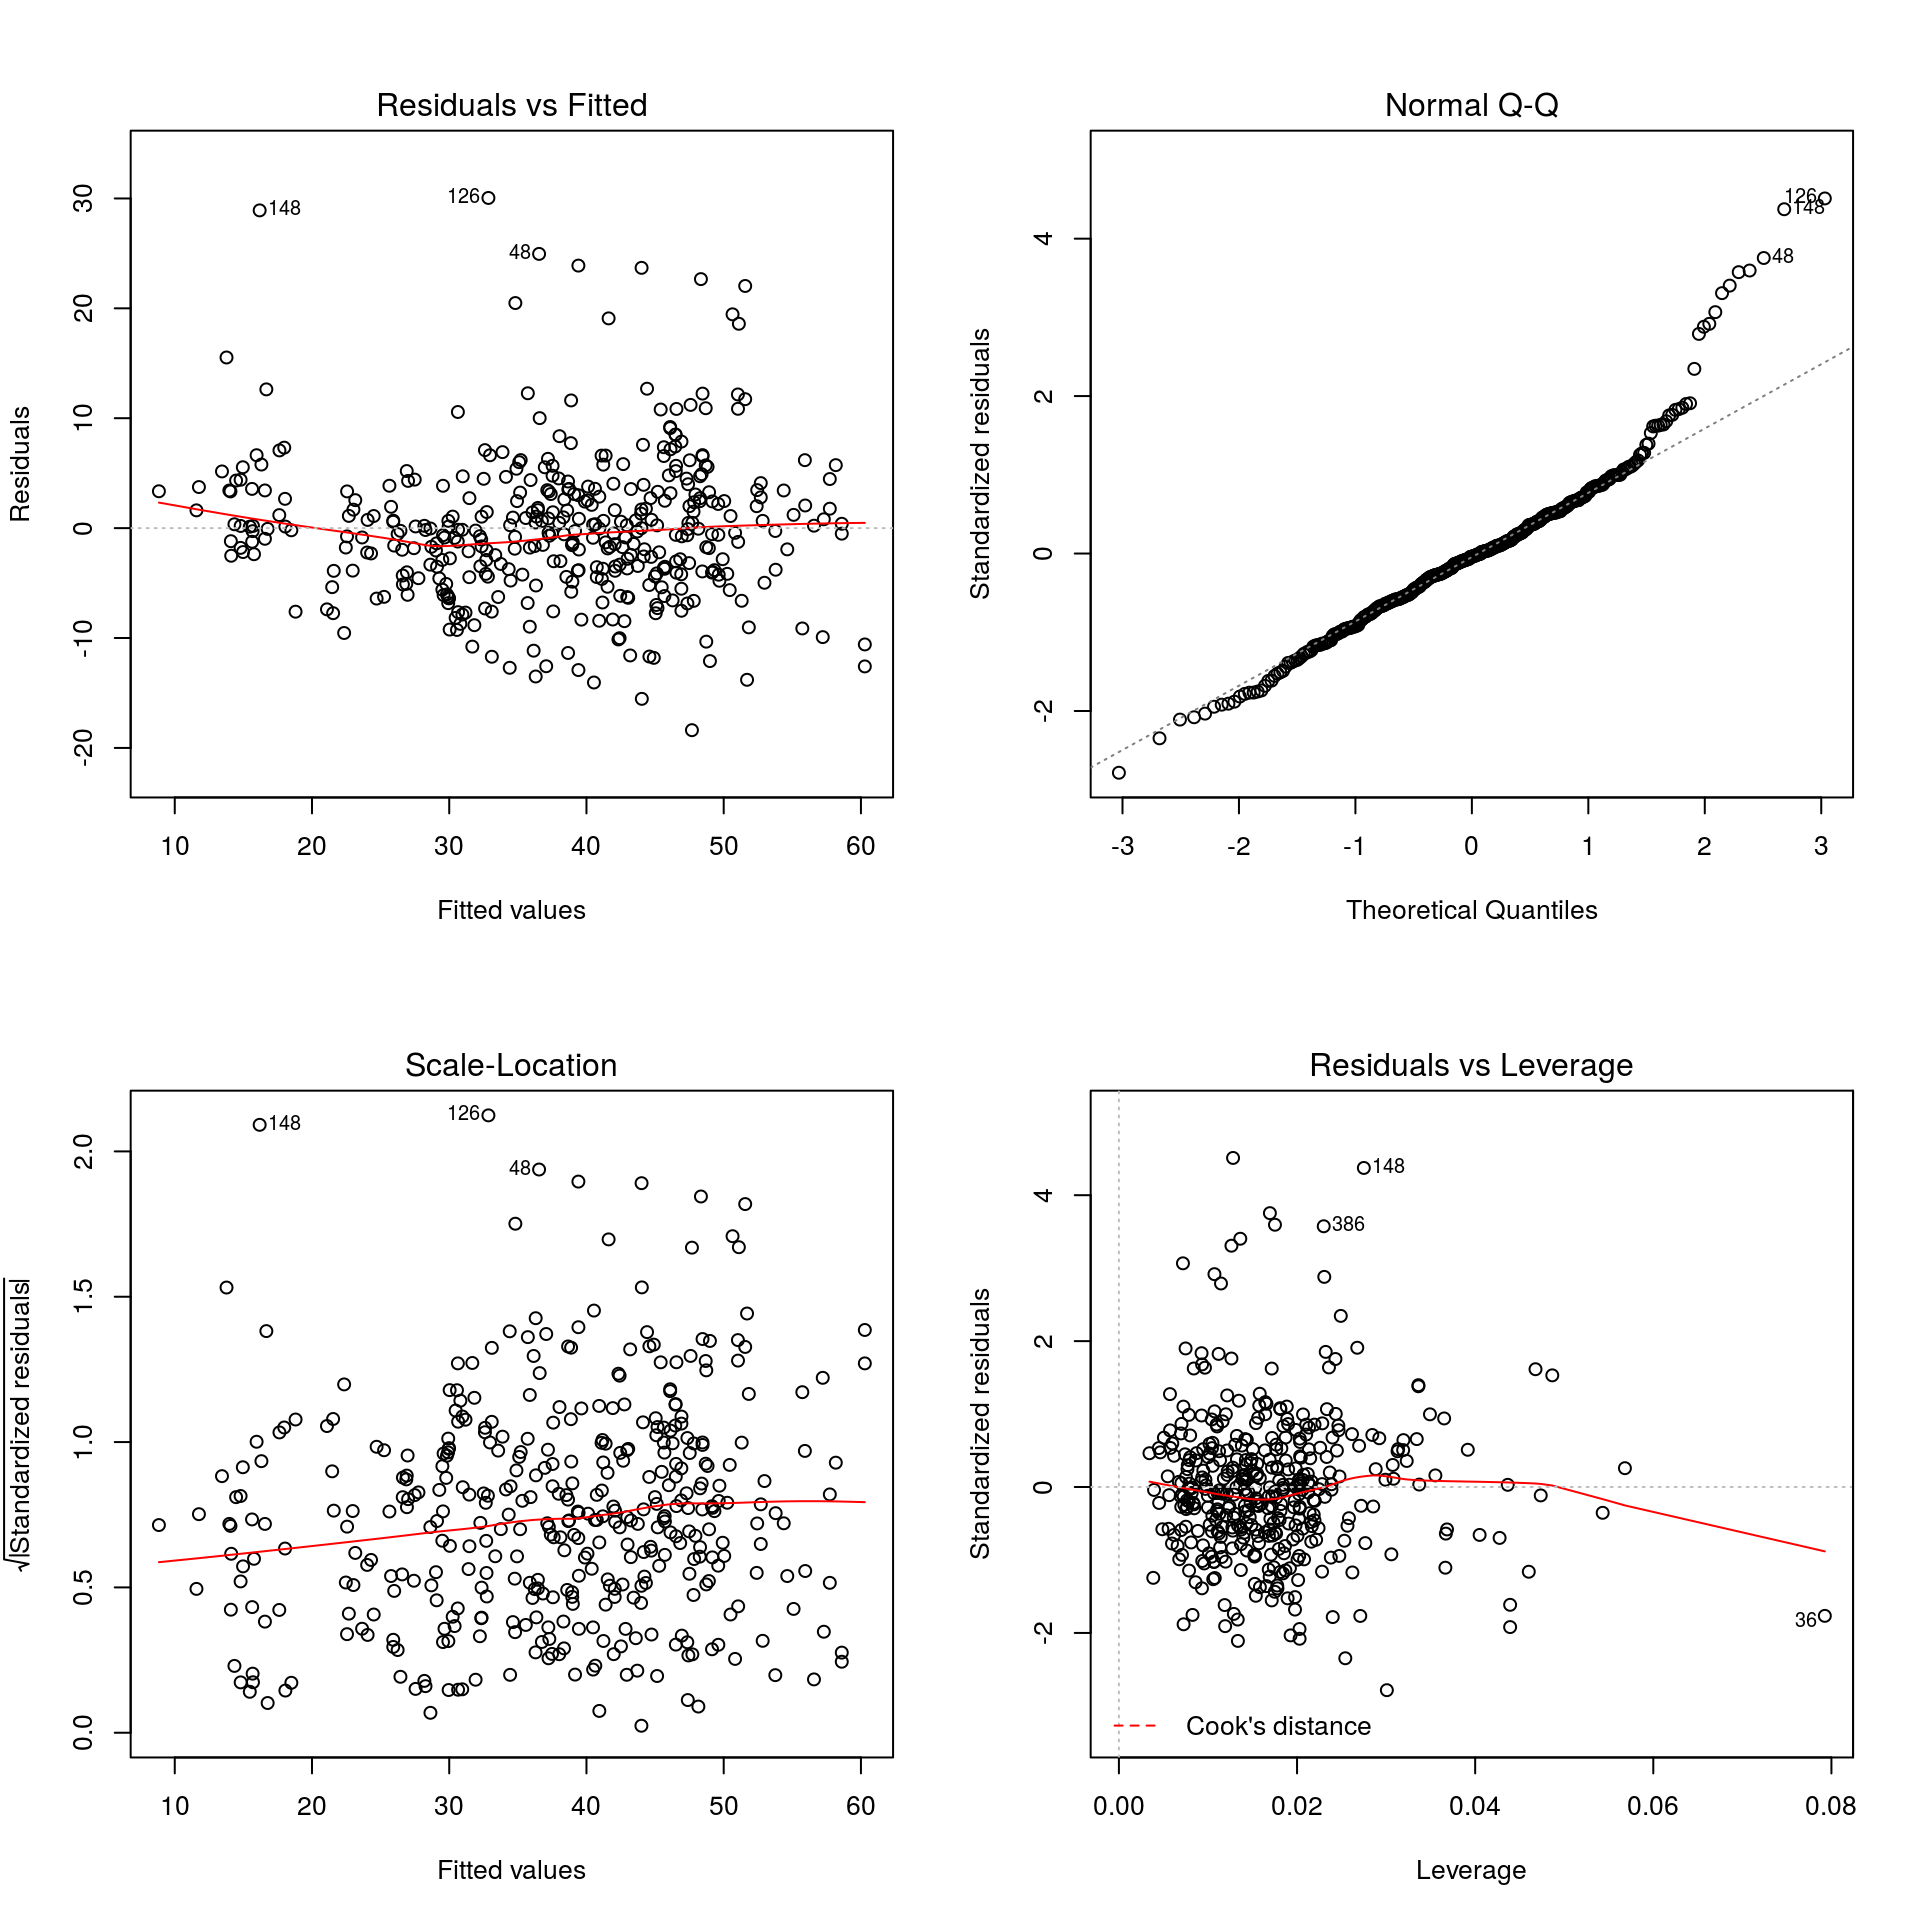 Residuals vs Fitted
Residuals
30
20
10
0
-10
-20
148
126
48
10 20 30 40 50 60
Fitted values
Normal Q-Q
Standardized residuals
4
2
0
-2
126
148
48
-3 -2 -1 0 1 2 3
Theoretical Quantiles
Scale-Location
√|Standardized residuals|
2.0
1.5
1.0
0.5
0.0
148
126
48
10 20 30 40 50 60
Fitted values
Residuals vs Leverage
Standardized residuals
4
2
0
-2
148
386
36
Cook's distance
0.00 0.02 0.04 0.06 0.08
Leverage